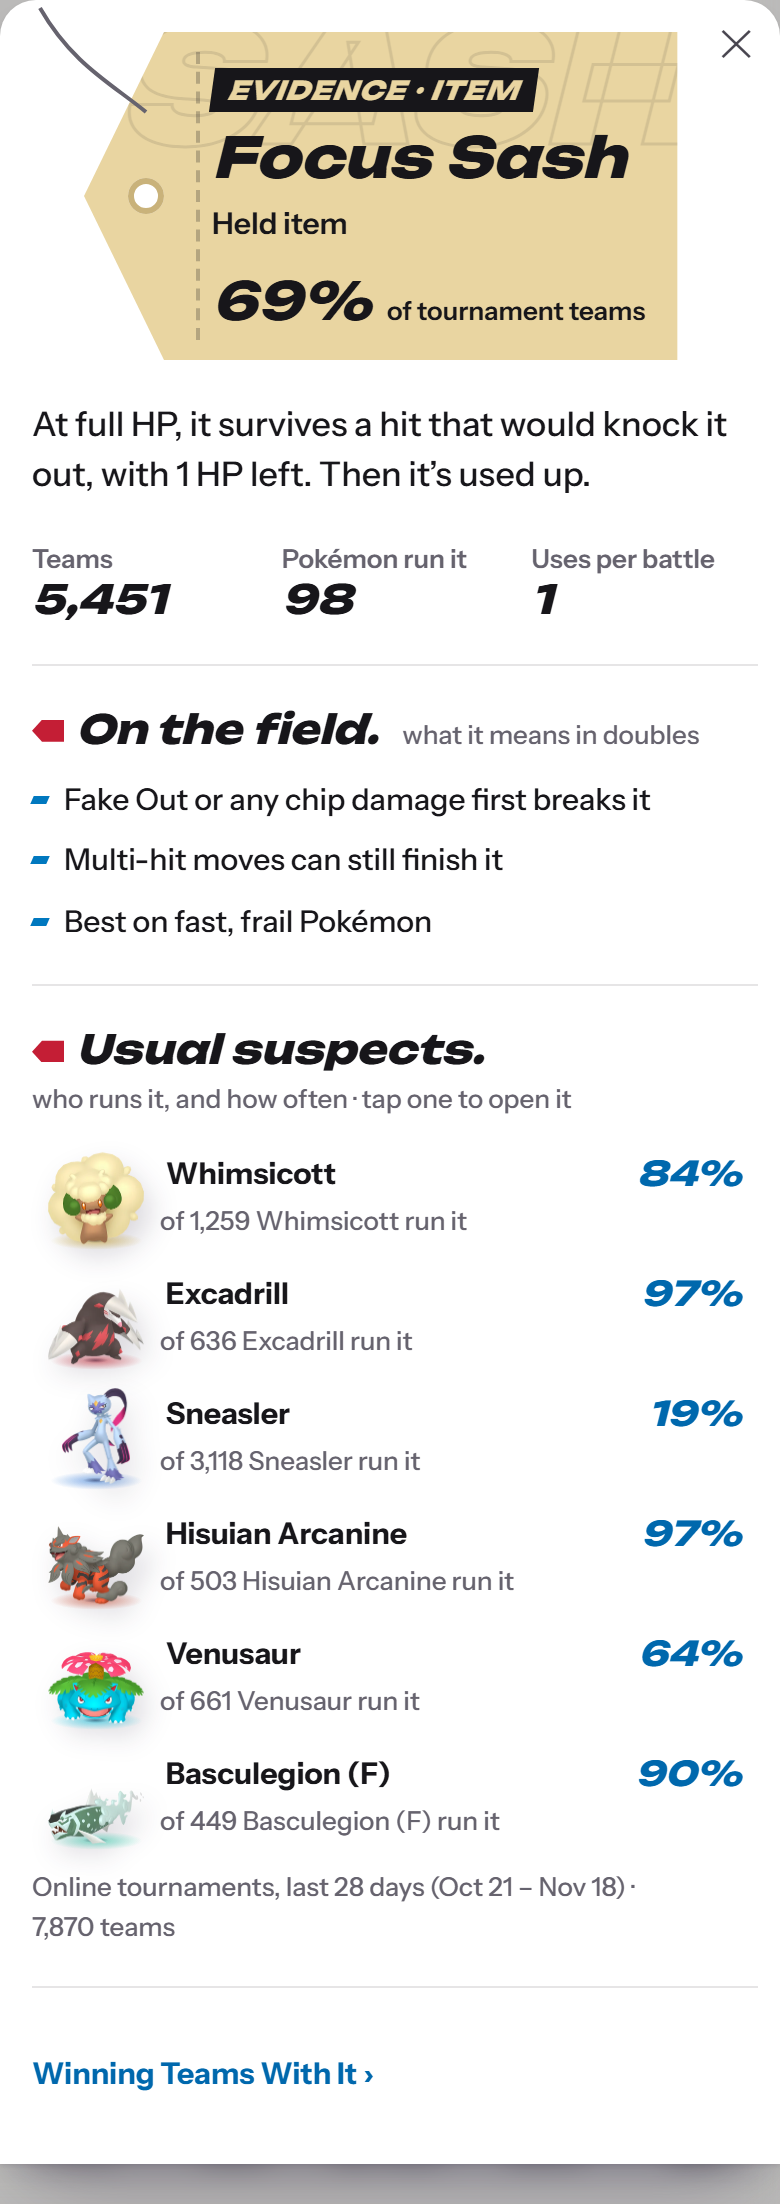 SASH
EVIDENCE · ITEM
Focus Sash
Held item
69% of tournament teams
At full HP, it survives a hit that would knock it
out, with 1 HP left. Then it’s used up.
Teams Pokémon run it Uses per battle
5,451 98 1
On the field. what it means in doubles
Fake Out or any chip damage first breaks it
Multi-hit moves can still finish it
Best on fast, frail Pokémon
Usual suspects.
who runs it, and how often · tap one to open it
Whimsicott 84%
of 1,259 Whimsicott run it
Excadrill 97%
of 636 Excadrill run it
Sneasler 19%
of 3,118 Sneasler run it
Hisuian Arcanine 97%
of 503 Hisuian Arcanine run it
Venusaur 64%
of 661 Venusaur run it
Basculegion (F) 90%
of 449 Basculegion (F) run it
Online tournaments, last 28 days (Oct 21 – Nov 18) ·
7,870 teams
Winning Teams With It ›